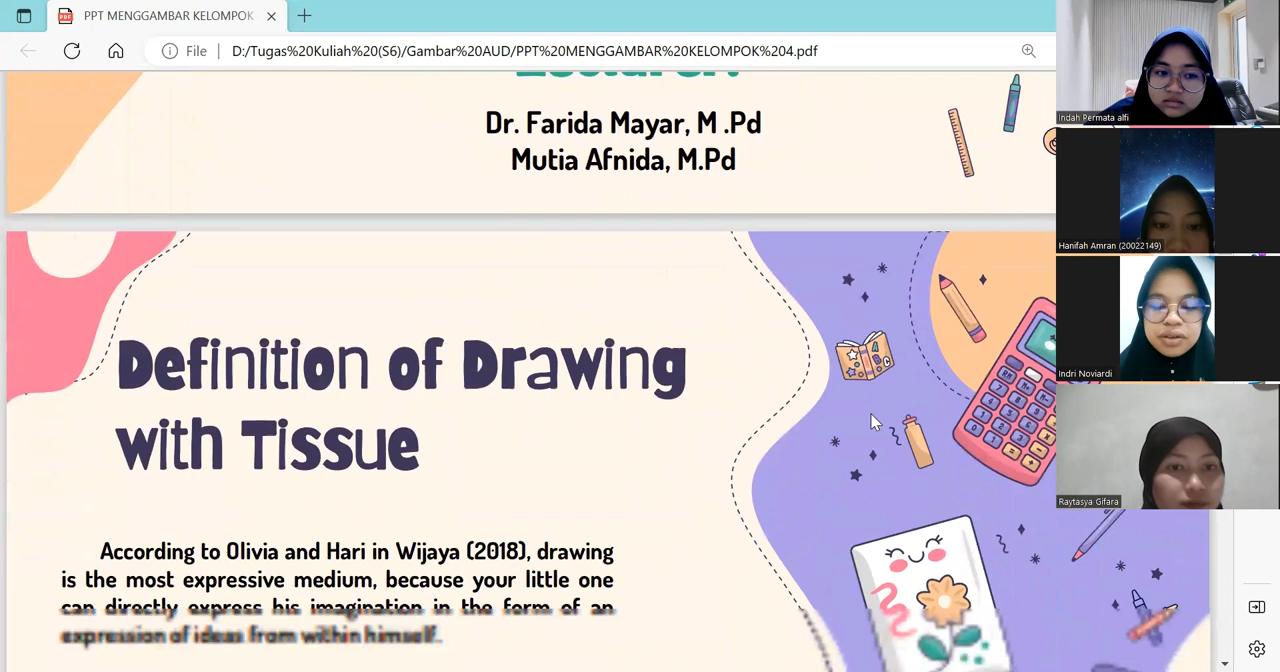 PPT MENGGAMBAR KELOMPOK
File
D:/Tugas%20Kuliah%20(S6)/Gambar%20AUD/PPT%20MENGGAMBAR%20KELOMPOK%204.pdf
Lecturer:
Dr. Farida Mayar, M .Pd
Mutia Afnida, M.Pd
Definition of Drawing
with Tissue
According to Olivia and Hari in Wijaya (2018), drawing
is the most expressive medium, because your little one
can directly express his imagination in the form of an
expression of ideas from within himself.
Indah Permata alfi
Hanifah Amran (20022149)
Indri Noviardi
Raytasya Gifara